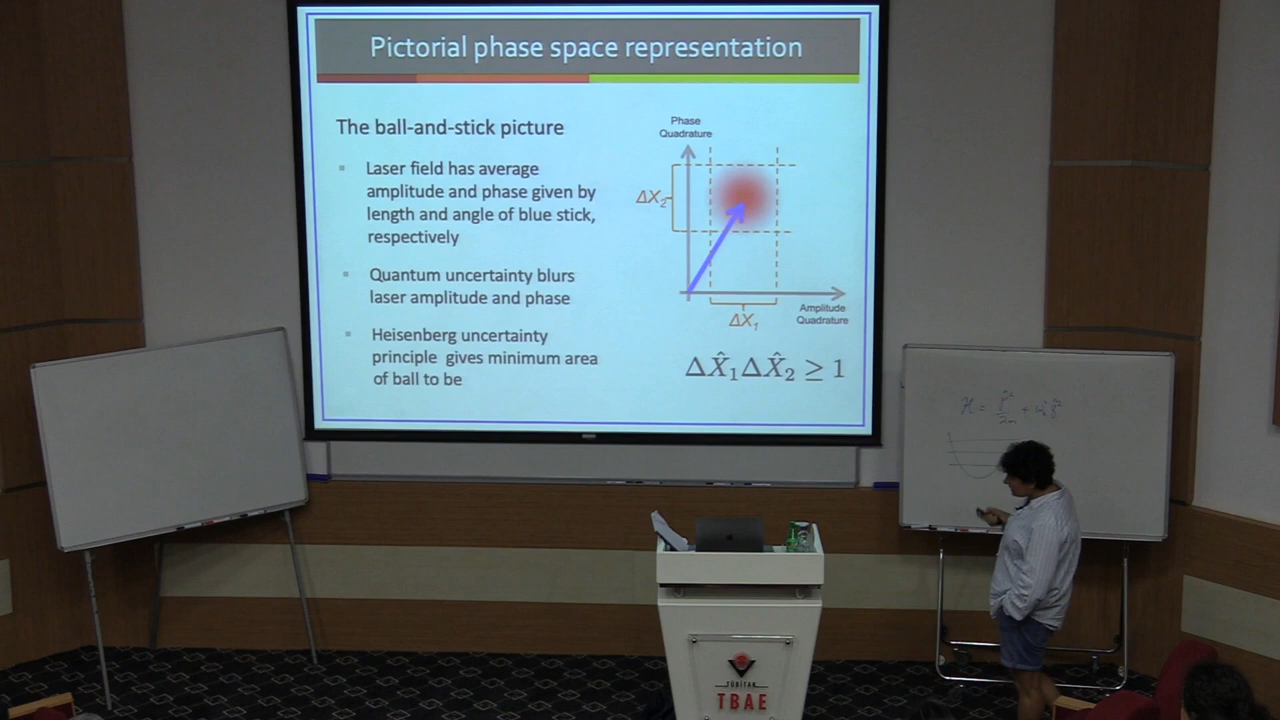 Pictorial phase space representation
The ball-and-stick picture
Laser field has average
amplitude and phase given by
length and angle of blue stick,
respectively
Quantum uncertainty blurs
laser amplitude and phase
Heisenberg uncertainty
principle gives minimum area
of ball to be
Phase
Quadrature
ΔX₂
ΔX₁
Amplitude
Quadrature
ΔX̂₁ΔX̂₂ ≥ 1
TÜBİTAK
TBAE